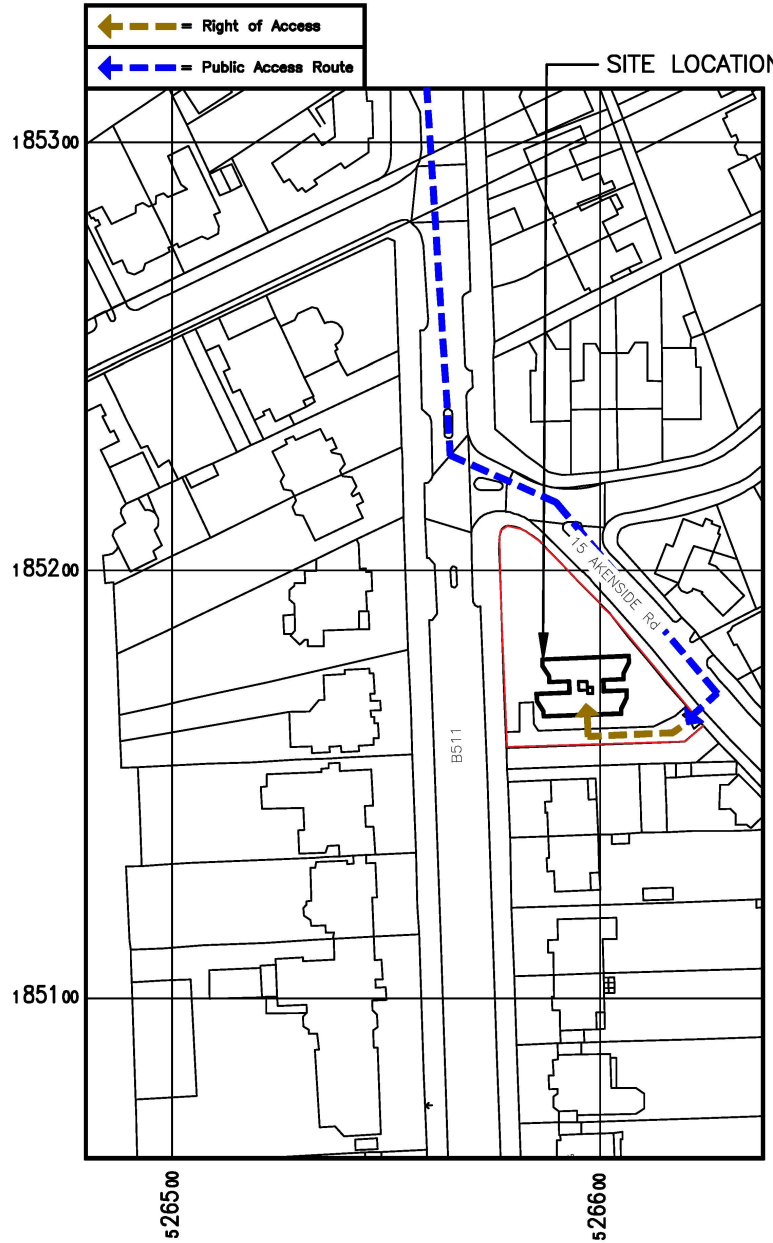 = Right of Access
= Public Access Route
SITE LOCATION
185300
185200
15 AKENSIDE Rd
B511
185100
526500
526600